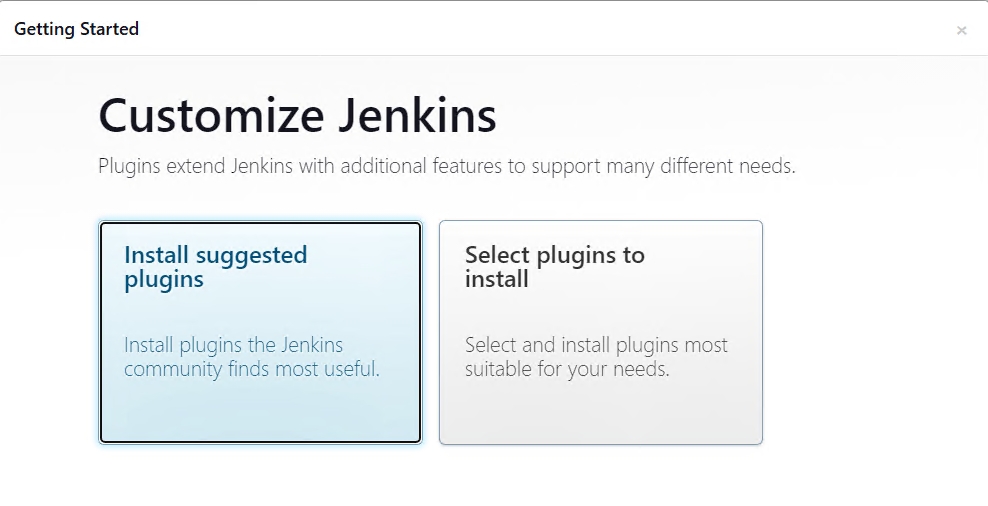 Getting Started
×
Customize Jenkins
Plugins extend Jenkins with additional features to support many different needs.
Install suggested
plugins
Install plugins the Jenkins
community finds most useful.
Select plugins to
install
Select and install plugins most
suitable for your needs.